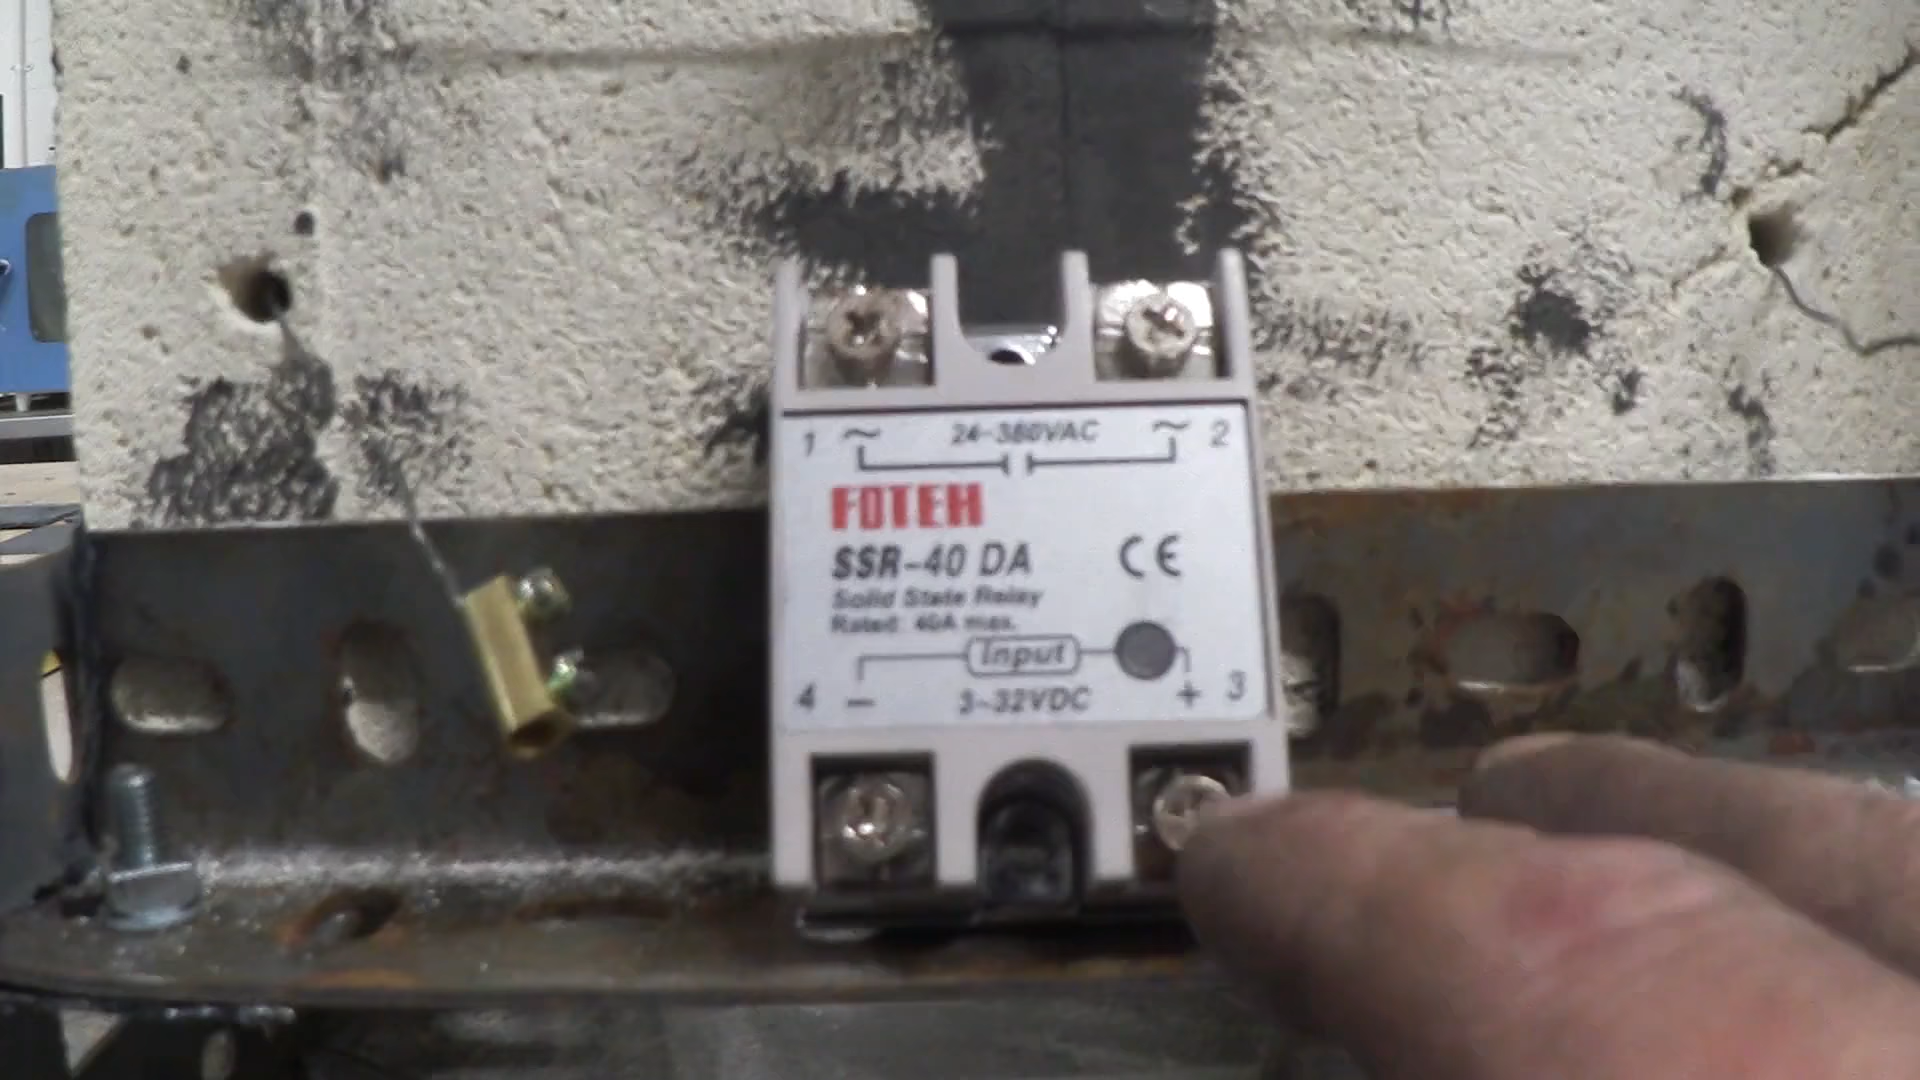 1 ~ 24-380VAC ~ 2
FOTEH
SSR-40 DA CE
Solid State Relay
Rated: 40A max.
Input
4 - 3-32VDC + 3